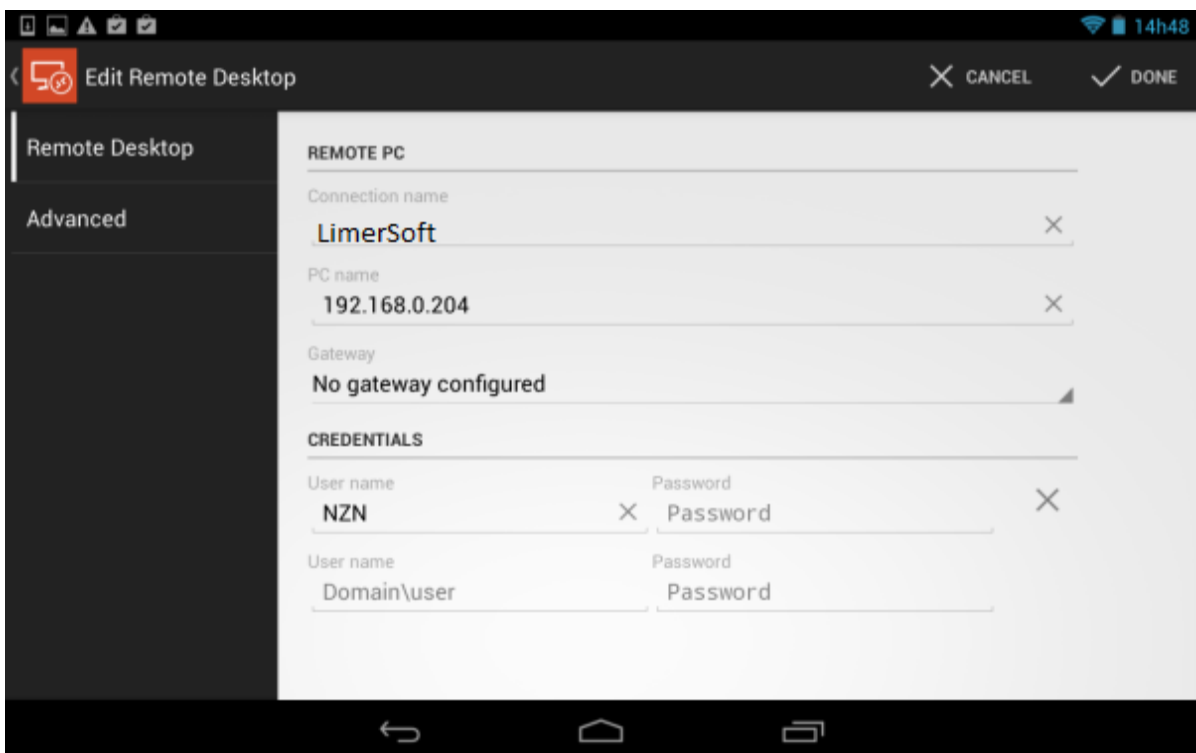 14h48
Edit Remote Desktop
CANCEL
DONE
Remote Desktop
Advanced
REMOTE PC
Connection name
LimerSoft
PC name
192.168.0.204
Gateway
No gateway configured
CREDENTIALS
User name Password
NZN Password
User name Password
Domain\user Password